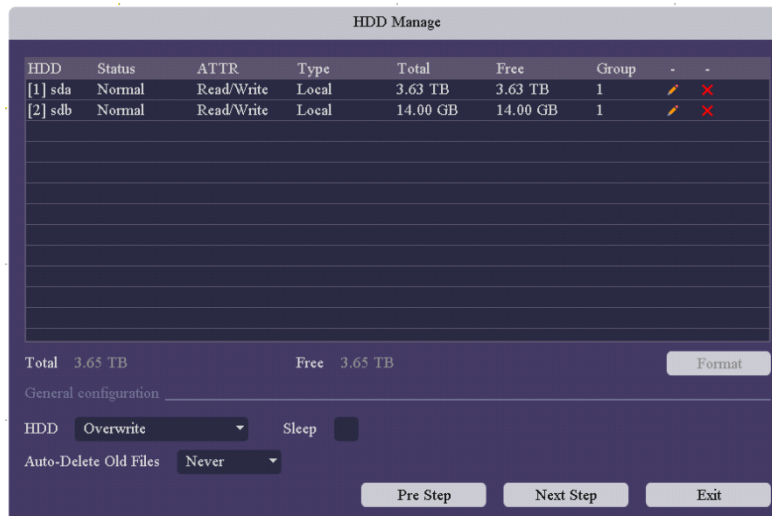 HDD Manage
HDD Status ATTR Type Total Free Group - -
[1] sda Normal Read/Write Local 3.63 TB 3.63 TB 1
[2] sdb Normal Read/Write Local 14.00 GB 14.00 GB 1
Total 3.65 TB Free 3.65 TB Format
General configuration
HDD Overwrite Sleep
Auto-Delete Old Files Never
Pre Step Next Step Exit